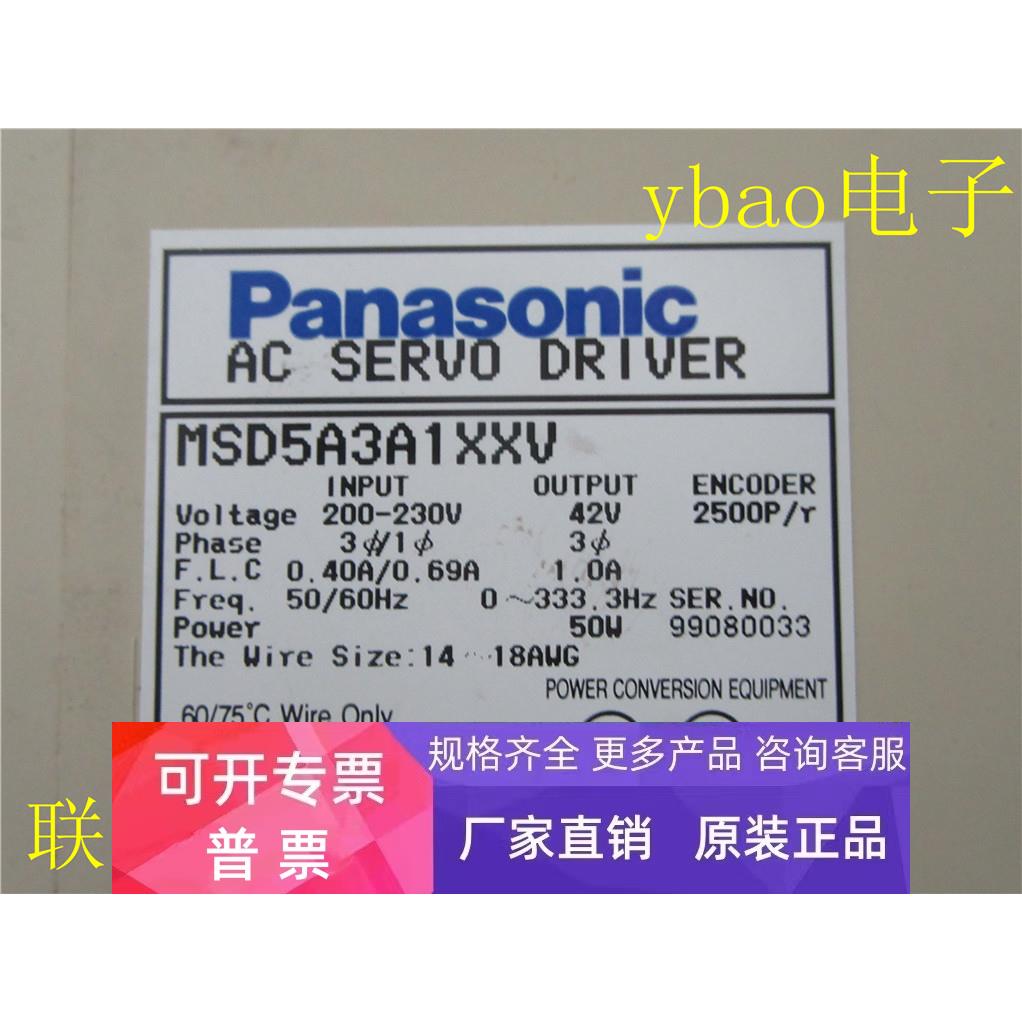 ybao电子
Panasonic
AC SERVO DRIVER
MSD5A3A1XXV
INPUT OUTPUT ENCODER
Voltage 200-230V 42V 2500P/r
Phase 3ϕ/1ϕ 3ϕ
F.L.C 0.40A/0.69A 1.0A
Freq. 50/60Hz 0~333.3Hz SER.NO.
Power 50W 99080033
The Wire Size:14~18AWG
POWER CONVERSION EQUIPMENT
60/75°C Wire Only
可开专票
普票
规格齐全 更多产品 咨询客服
厂家直销 原装正品
联